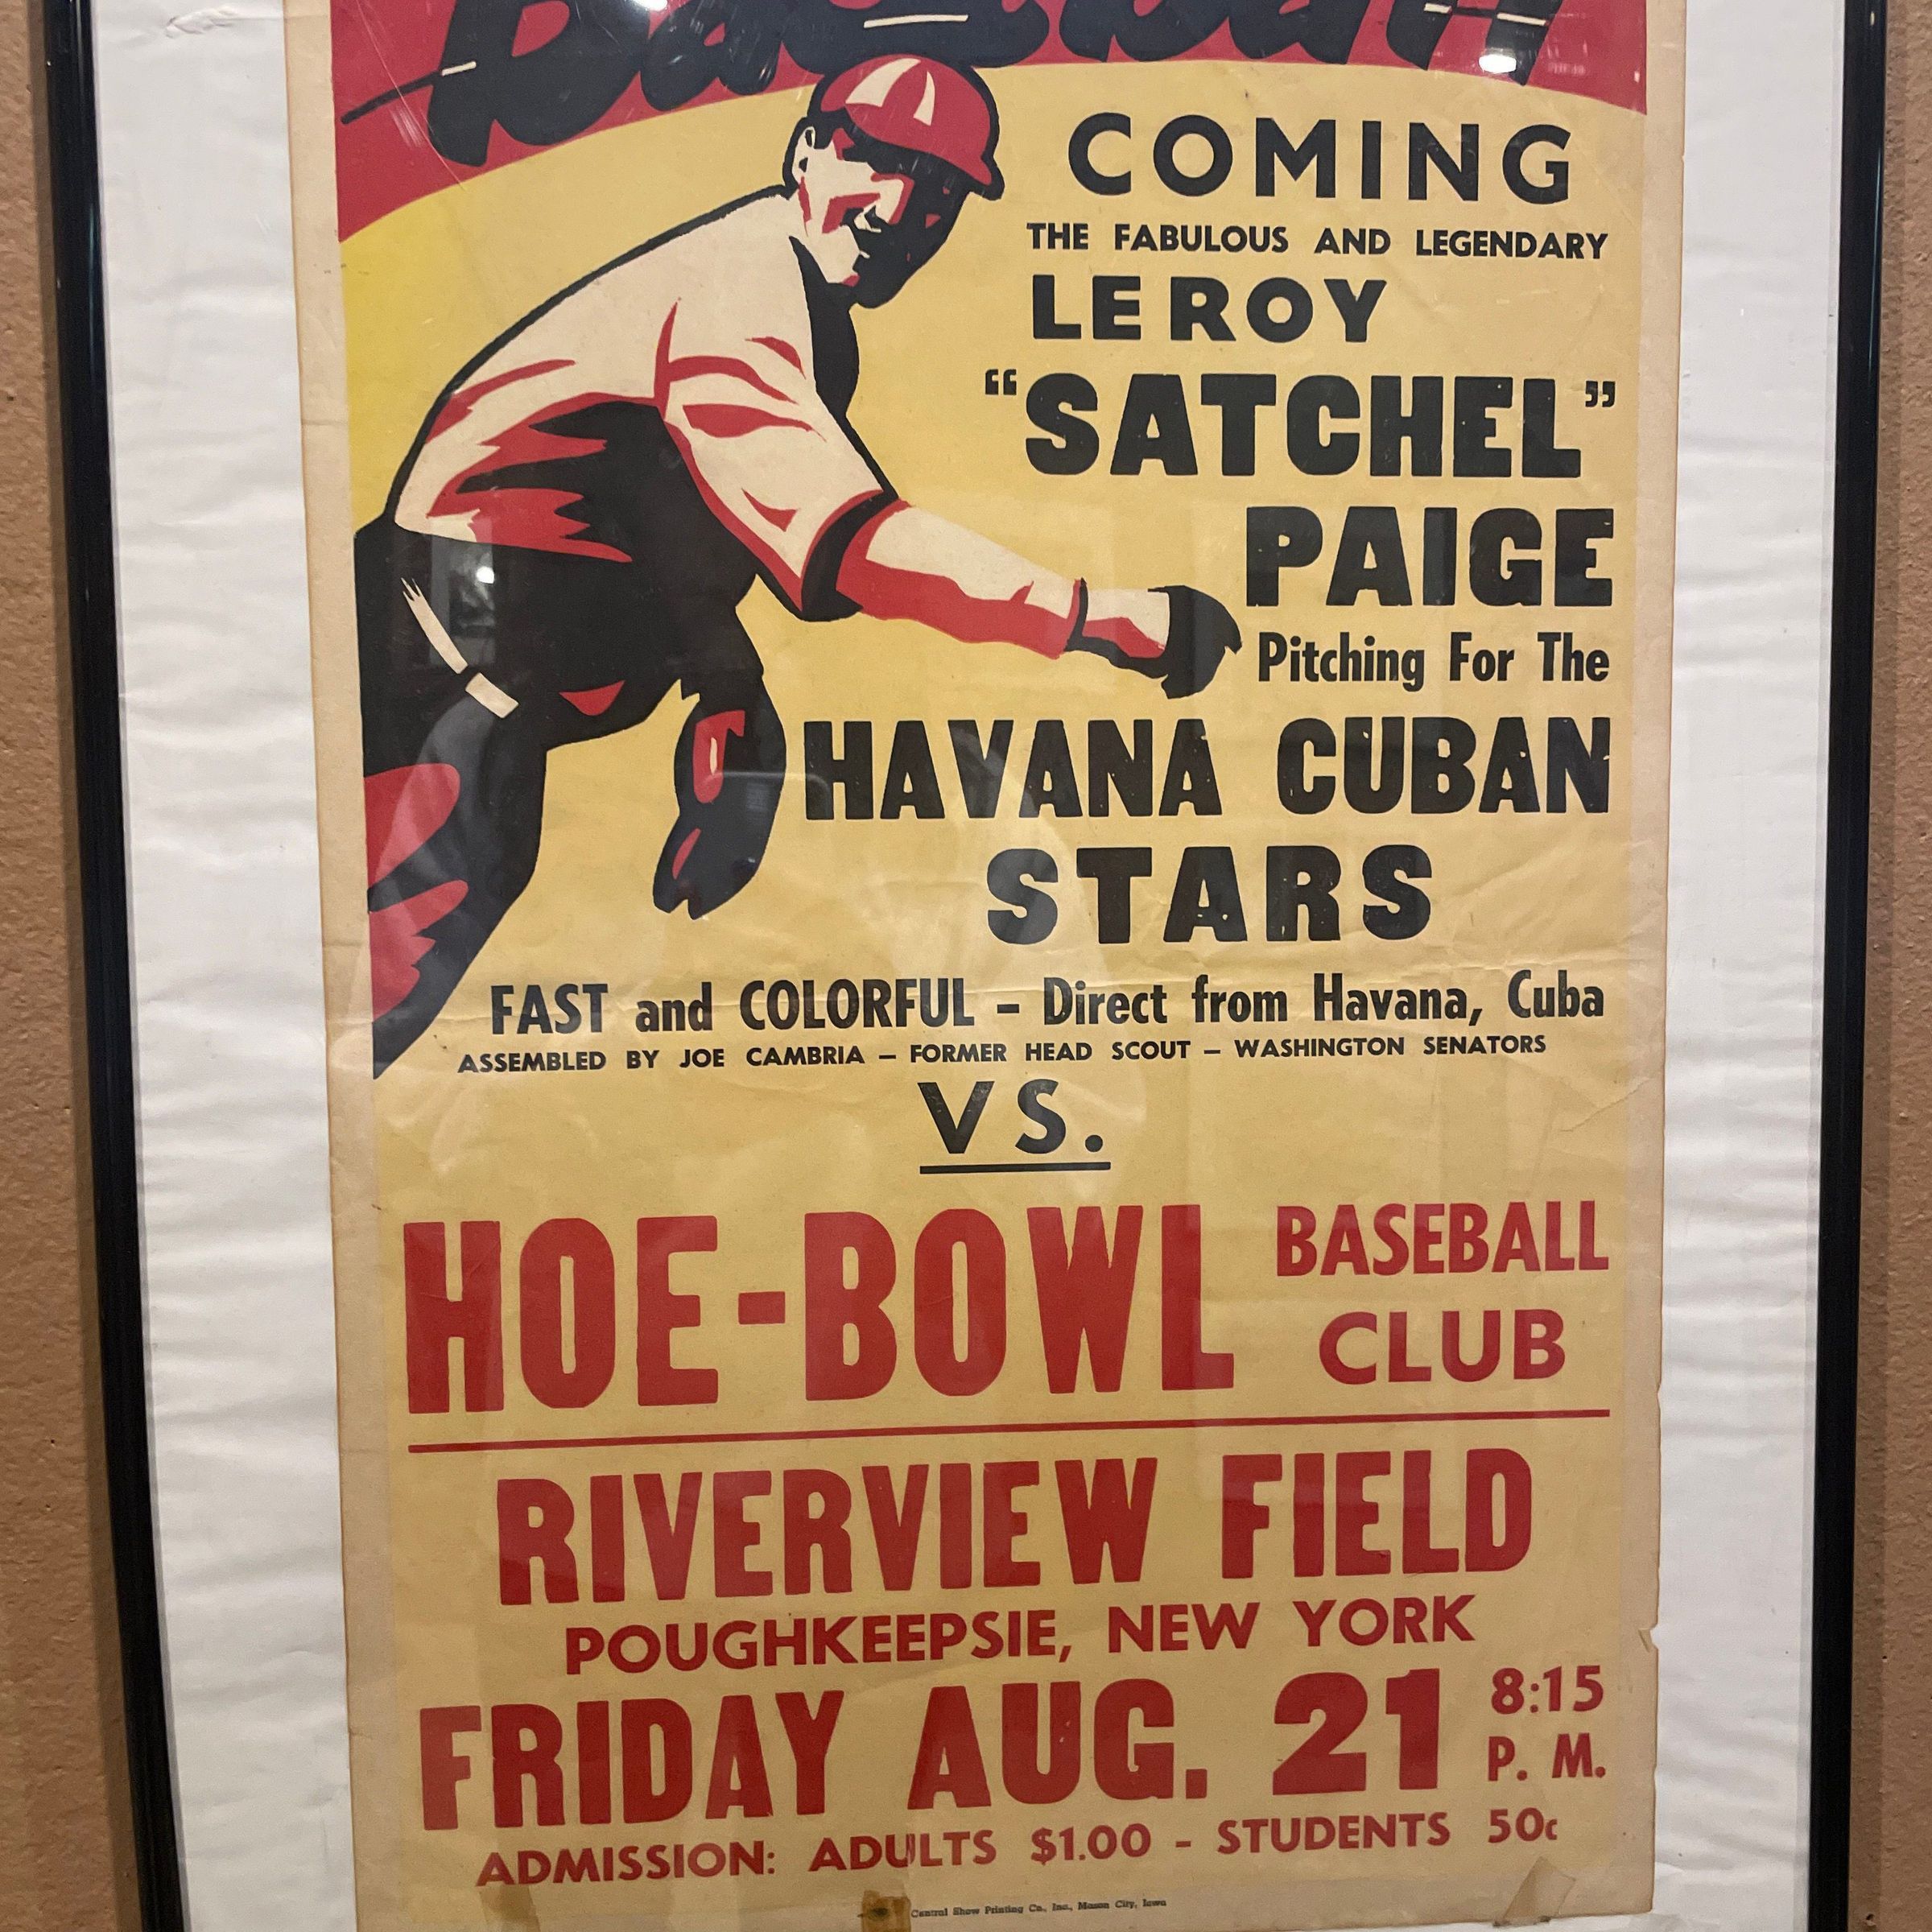 Baseball
COMING
THE FABULOUS AND LEGENDARY
LEROY
“SATCHEL”
PAIGE
Pitching For The
HAVANA CUBAN
STARS
FAST and COLORFUL – Direct from Havana, Cuba
ASSEMBLED BY JOE CAMBRIA – FORMER HEAD SCOUT – WASHINGTON SENATORS
VS.
HOE-BOWL BASEBALL CLUB
RIVERVIEW FIELD
POUGHKEEPSIE, NEW YORK
FRIDAY AUG. 21 8:15 P. M.
ADMISSION: ADULTS $1.00 - STUDENTS 50c
Central Show Printing Co., Inc., Mason City, Iowa